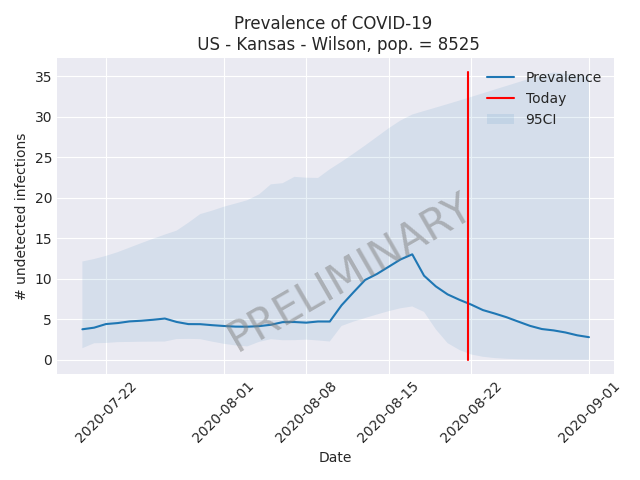 Prevalence of COVID-19
US - Kansas - Wilson, pop. = 8525
# undetected infections
35
30
25
20
15
10
5
0
Prevalence
Today
95CI
PRELIMINARY
2020-07-22
2020-08-01
2020-08-08
2020-08-15
2020-08-22
2020-09-01
Date